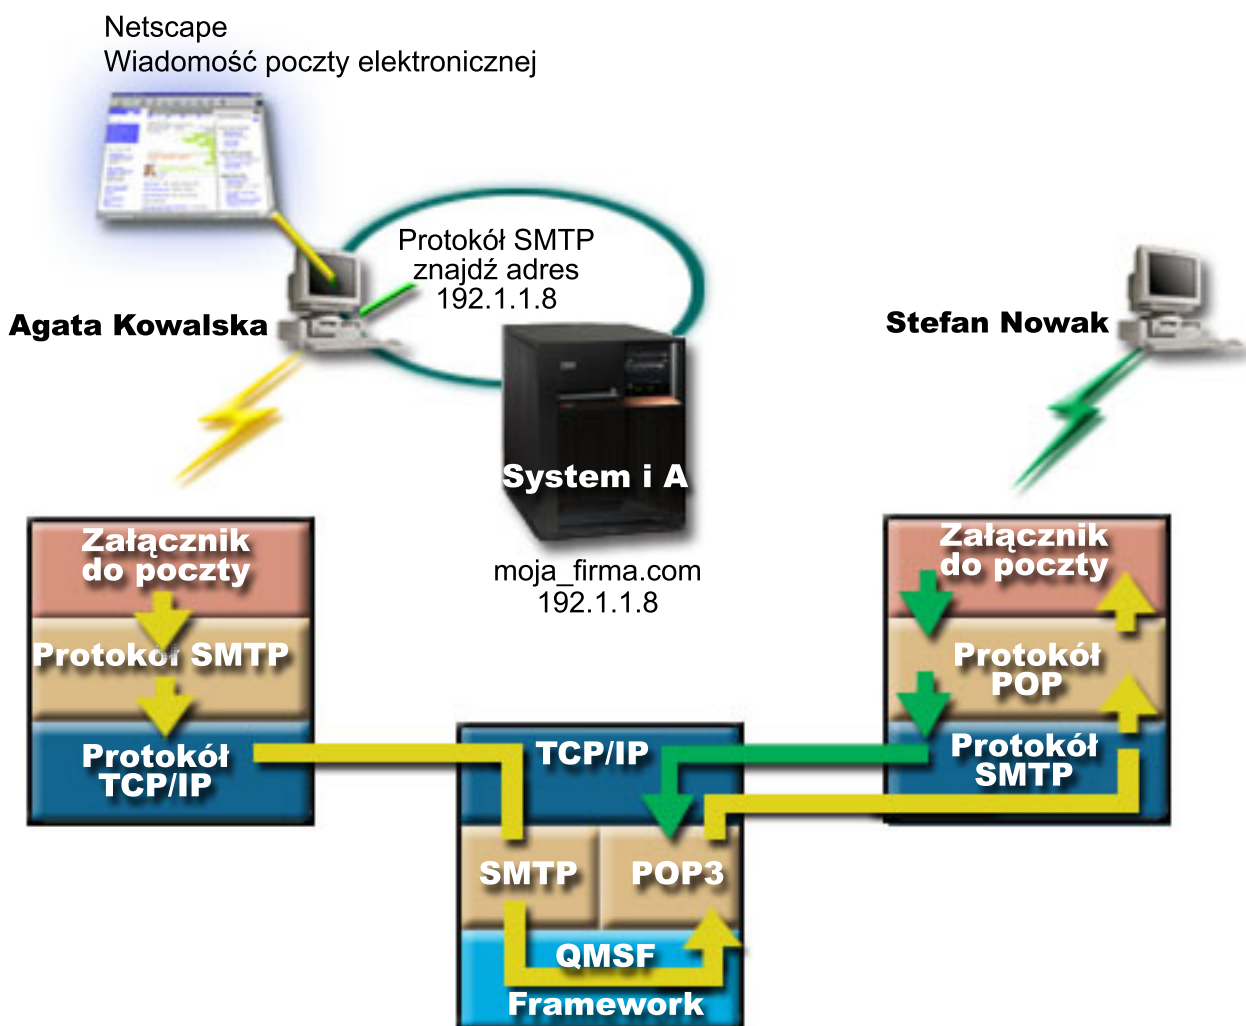 Netscape
Wiadomość poczty elektronicznej
Protokół SMTP
znajdź adres
192.1.1.8
Agata Kowalska
Stefan Nowak
System i A
moja_firma.com
192.1.1.8
Załącznik
do poczty
Protokół SMTP
Protokół
TCP/IP
TCP/IP
SMTP
POP3
QMSF
Framework
Załącznik
do poczty
Protokół
POP
Protokół
SMTP